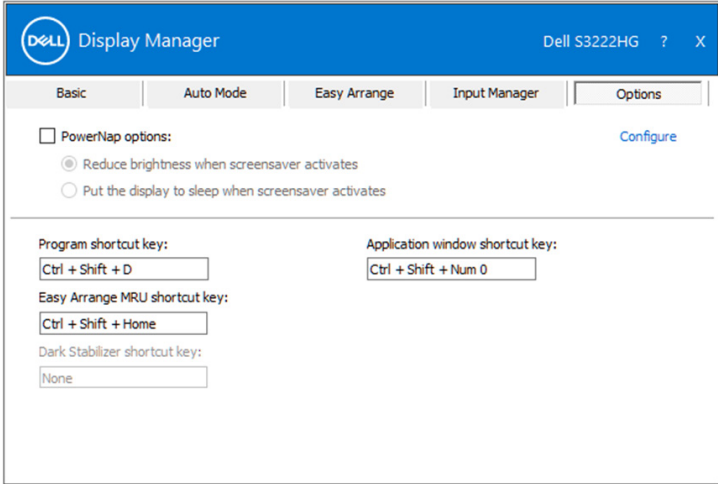 DELL Display Manager Dell S3222HG ? X
Basic Auto Mode Easy Arrange Input Manager Options
PowerNap options: Configure
Reduce brightness when screensaver activates
Put the display to sleep when screensaver activates
Program shortcut key: Application window shortcut key:
Ctrl + Shift + D Ctrl + Shift + Num 0
Easy Arrange MRU shortcut key:
Ctrl + Shift + Home
Dark Stabilizer shortcut key:
None